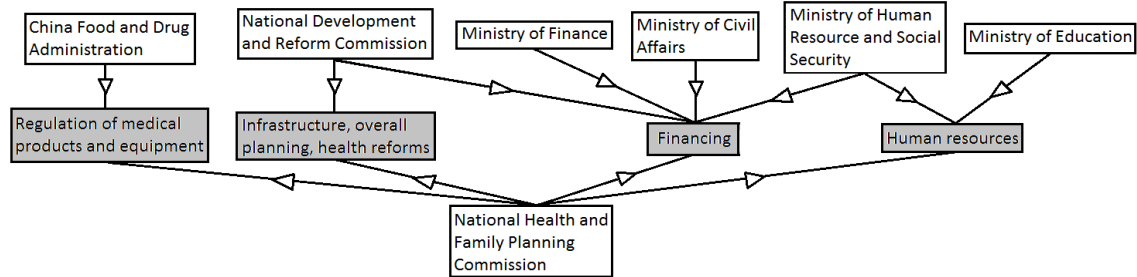 China Food and Drug
Administration
National Development
and Reform Commission
Ministry of Finance
Ministry of Civil
Affairs
Ministry of Human
Resource and Social
Security
Ministry of Education
Regulation of medical
products and equipment
Infrastructure, overall
planning, health reforms
Financing
Human resources
National Health and
Family Planning
Commission